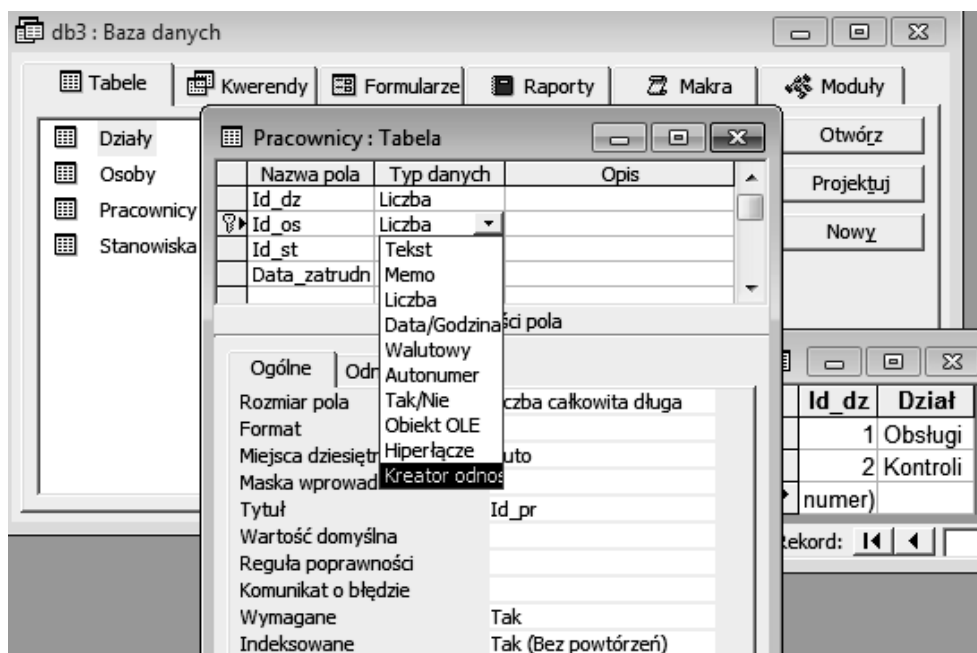 db3 : Baza danych
Tabele Kwerendy Formularze Raporty Makra Moduły
Działy
Osoby
Pracownicy
Stanowiska
Otwórz
Projektuj
Nowy
Pracownicy : Tabela
Nazwa pola Typ danych Opis
Id_dz Liczba
Id_os Liczba
Id_st
Data_zatrudn
Tekst
Memo
Liczba
Data/Godzina
Walutowy
Autonumer
Tak/Nie
Obiekt OLE
Hiperłącze
Kreator odnos
ści pola
Ogólne Odn
Rozmiar pola czba całkowita długa
Format
Miejsca dziesiętn uto
Maska wprowad
Tytuł Id_pr
Wartość domyślna
Reguła poprawności
Komunikat o błędzie
Wymagane Tak
Indeksowane Tak (Bez powtórzeń)
Id_dz Dział
1 Obsługi
2 Kontroli
numer)
Rekord: